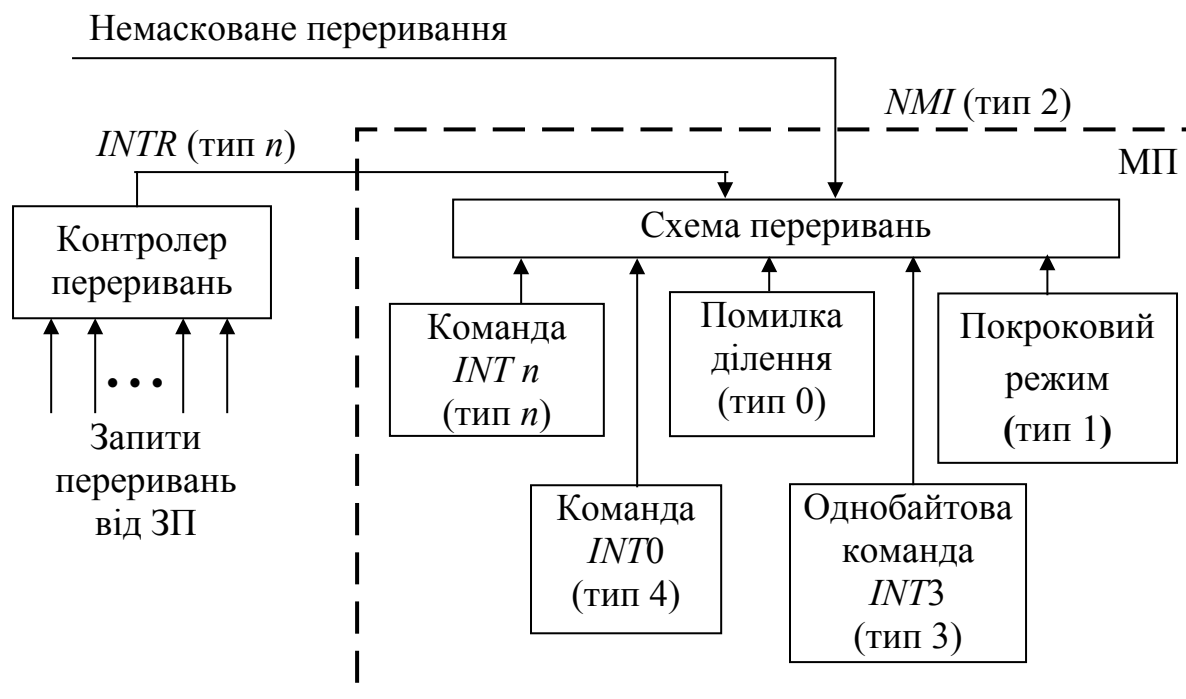 Немасковане переривання
NMI (тип 2)
INTR (тип n)
МП
Контролер
переривань
Схема переривань
Команда
INT n
(тип n)
Помилка
ділення
(тип 0)
Покроковий
режим
(тип 1)
...
Запити
переривань
від ЗП
Команда
INT0
(тип 4)
Однобайтова
команда
INT3
(тип 3)